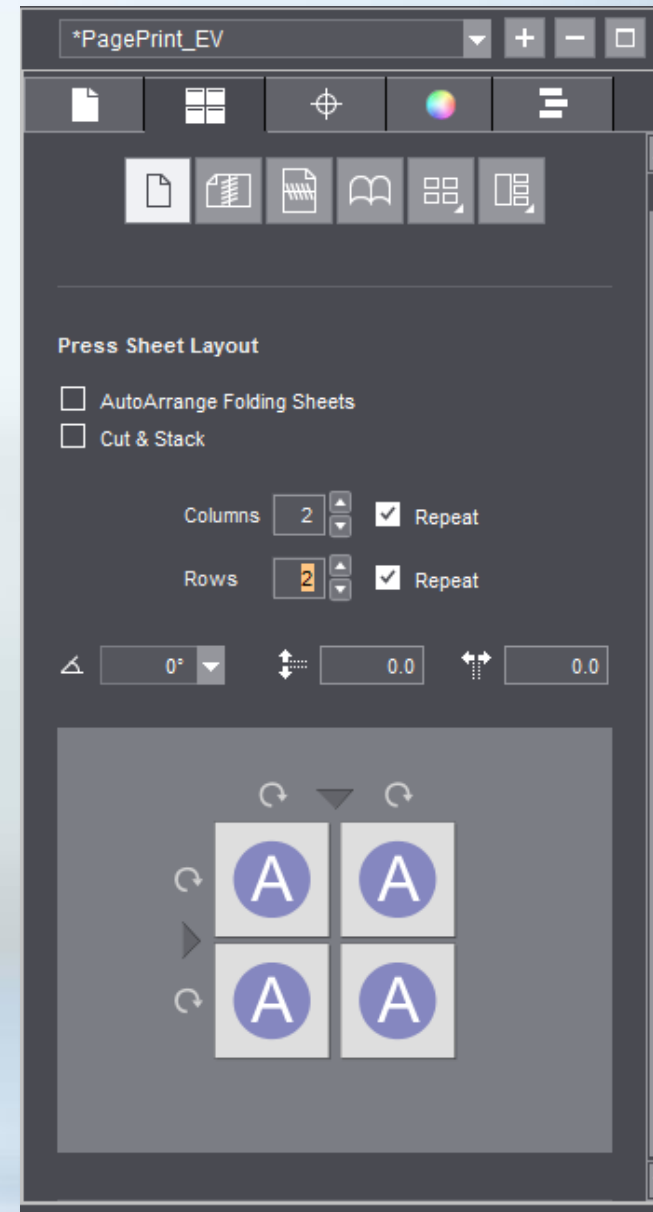 *PagePrint_EV
Press Sheet Layout
AutoArrange Folding Sheets
Cut & Stack
Columns 2 Repeat
Rows 2 Repeat
0° 0.0 0.0
A A
A A